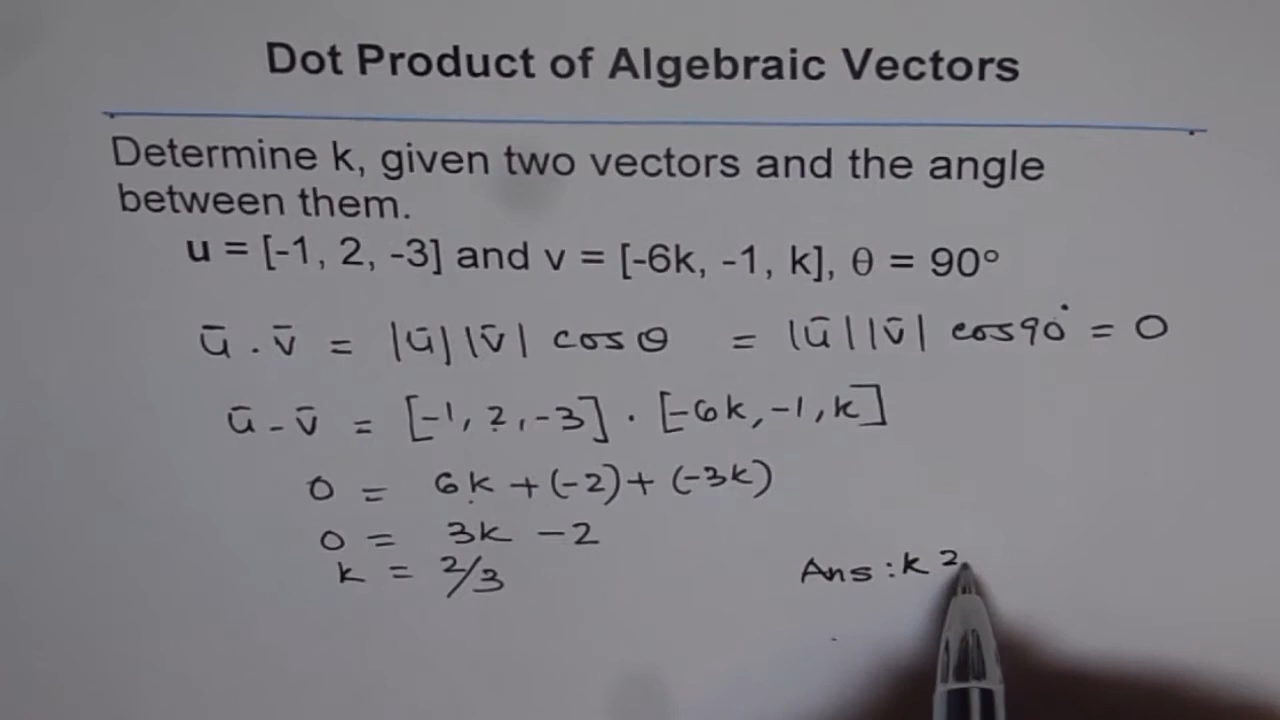 Dot Product of Algebraic Vectors
Determine k, given two vectors and the angle
between them.
u = [-1, 2, -3] and v = [-6k, -1, k], θ = 90°
ū . v̄ = |ū| |v̄| cos θ = |ū| |v̄| cos 90° = 0
ū - v̄ = [-1, 2, -3] · [-6k, -1, k]
0 = 6k + (-2) + (-3k)
0 = 3k - 2
k = 2/3
Ans : k 2